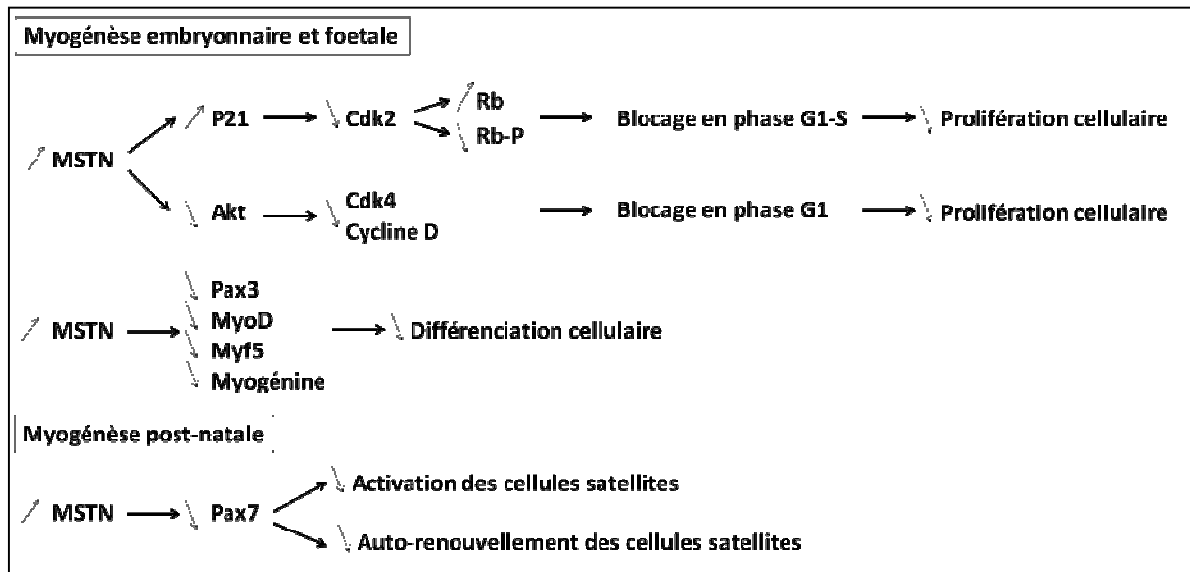 Myogénèse embryonnaire et foetale
P21
Cdk2
Rb
Rb-P
Blocage en phase G1-S
Prolifération cellulaire
MSTN
Akt
Cdk4
Cycline D
Blocage en phase G1
Prolifération cellulaire
MSTN
Pax3
MyoD
Myf5
Myogénine
Différenciation cellulaire
Myogénèse post-natale
MSTN
Pax7
Activation des cellules satellites
Auto-renouvellement des cellules satellites